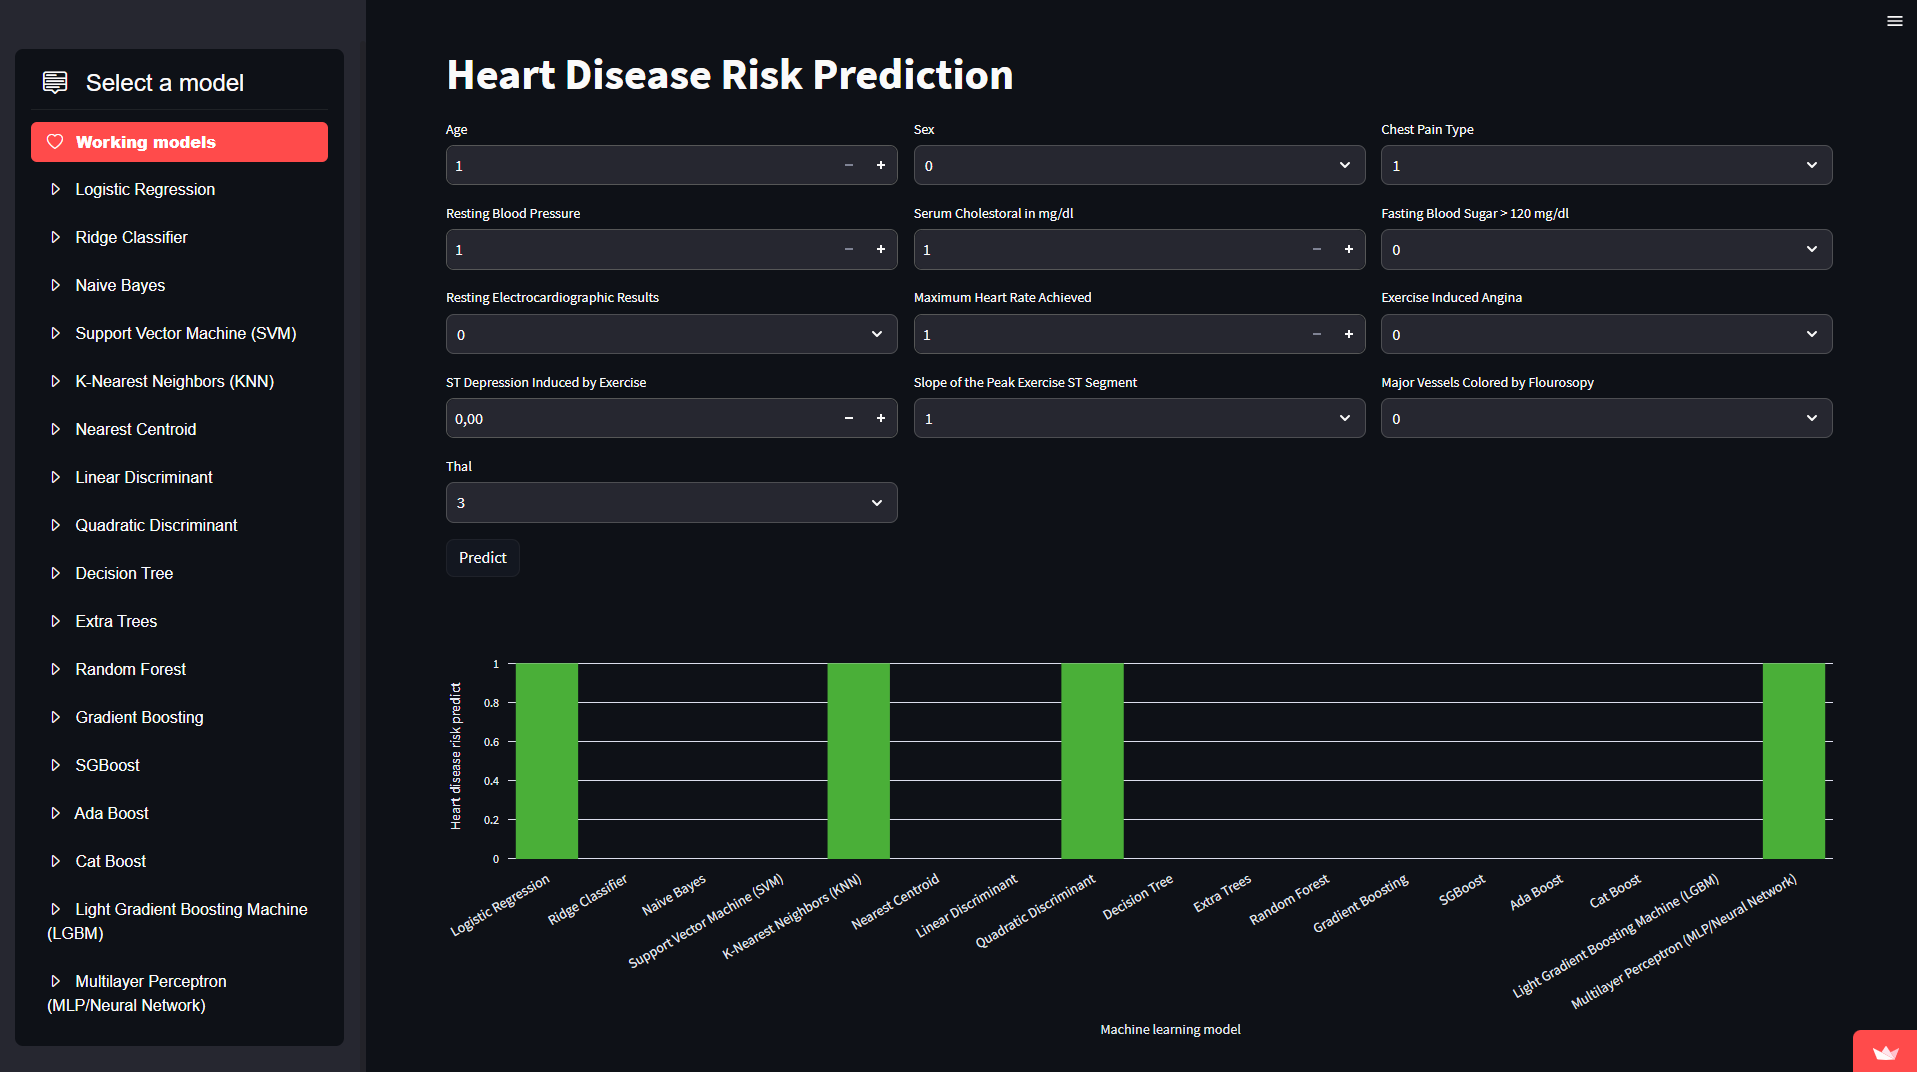 Select a model
Working models
Logistic Regression
Ridge Classifier
Naive Bayes
Support Vector Machine (SVM)
K-Nearest Neighbors (KNN)
Nearest Centroid
Linear Discriminant
Quadratic Discriminant
Decision Tree
Extra Trees
Random Forest
Gradient Boosting
SGBoost
Ada Boost
Cat Boost
Light Gradient Boosting Machine
(LGBM)
Multilayer Perceptron
(MLP/Neural Network)
Heart Disease Risk Prediction
Age
1
Sex
0
Chest Pain Type
1
Resting Blood Pressure
1
Serum Cholestoral in mg/dl
1
Fasting Blood Sugar > 120 mg/dl
0
Resting Electrocardiographic Results
0
Maximum Heart Rate Achieved
1
Exercise Induced Angina
0
ST Depression Induced by Exercise
0,00
Slope of the Peak Exercise ST Segment
1
Major Vessels Colored by Flourosopy
0
Thal
3
Predict
Heart disease risk predict
1
0.8
0.6
0.4
0.2
0
Logistic Regression
Ridge Classifier
Naive Bayes
Support Vector Machine (SVM)
K-Nearest Neighbors (KNN)
Nearest Centroid
Linear Discriminant
Quadratic Discriminant
Decision Tree
Extra Trees
Random Forest
Gradient Boosting
SGBoost
Ada Boost
Cat Boost
Light Gradient Boosting Machine (LGBM)
Multilayer Perceptron (MLP/Neural Network)
Machine learning model